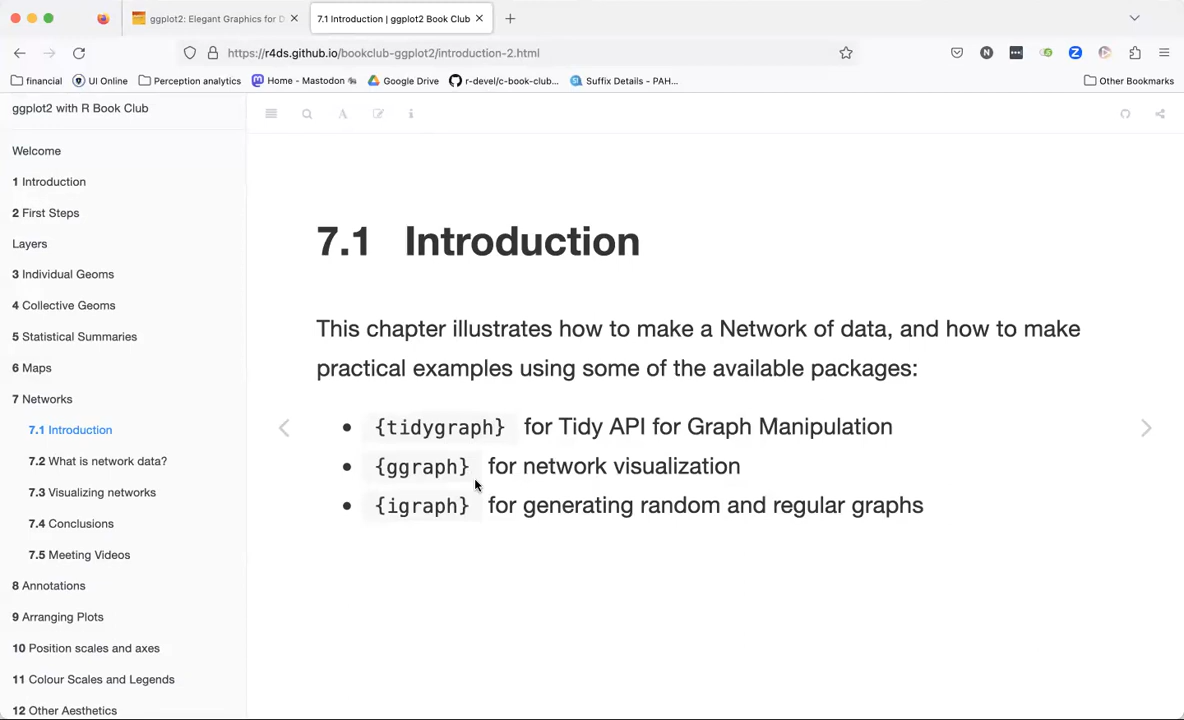 ggplot2: Elegant Graphics for D
7.1 Introduction | ggplot2 Book Club
https://r4ds.github.io/bookclub-ggplot2/introduction-2.html
financial
UI Online
Perception analytics
Home - Mastodon
Google Drive
r-devel/c-book-club...
Suffix Details - PAH...
Other Bookmarks
ggplot2 with R Book Club
Welcome
1 Introduction
2 First Steps
Layers
3 Individual Geoms
4 Collective Geoms
5 Statistical Summaries
6 Maps
7 Networks
7.1 Introduction
7.2 What is network data?
7.3 Visualizing networks
7.4 Conclusions
7.5 Meeting Videos
8 Annotations
9 Arranging Plots
10 Position scales and axes
11 Colour Scales and Legends
12 Other Aesthetics
7.1 Introduction
This chapter illustrates how to make a Network of data, and how to make
practical examples using some of the available packages:
• {tidygraph} for Tidy API for Graph Manipulation
• {ggraph} for network visualization
• {igraph} for generating random and regular graphs